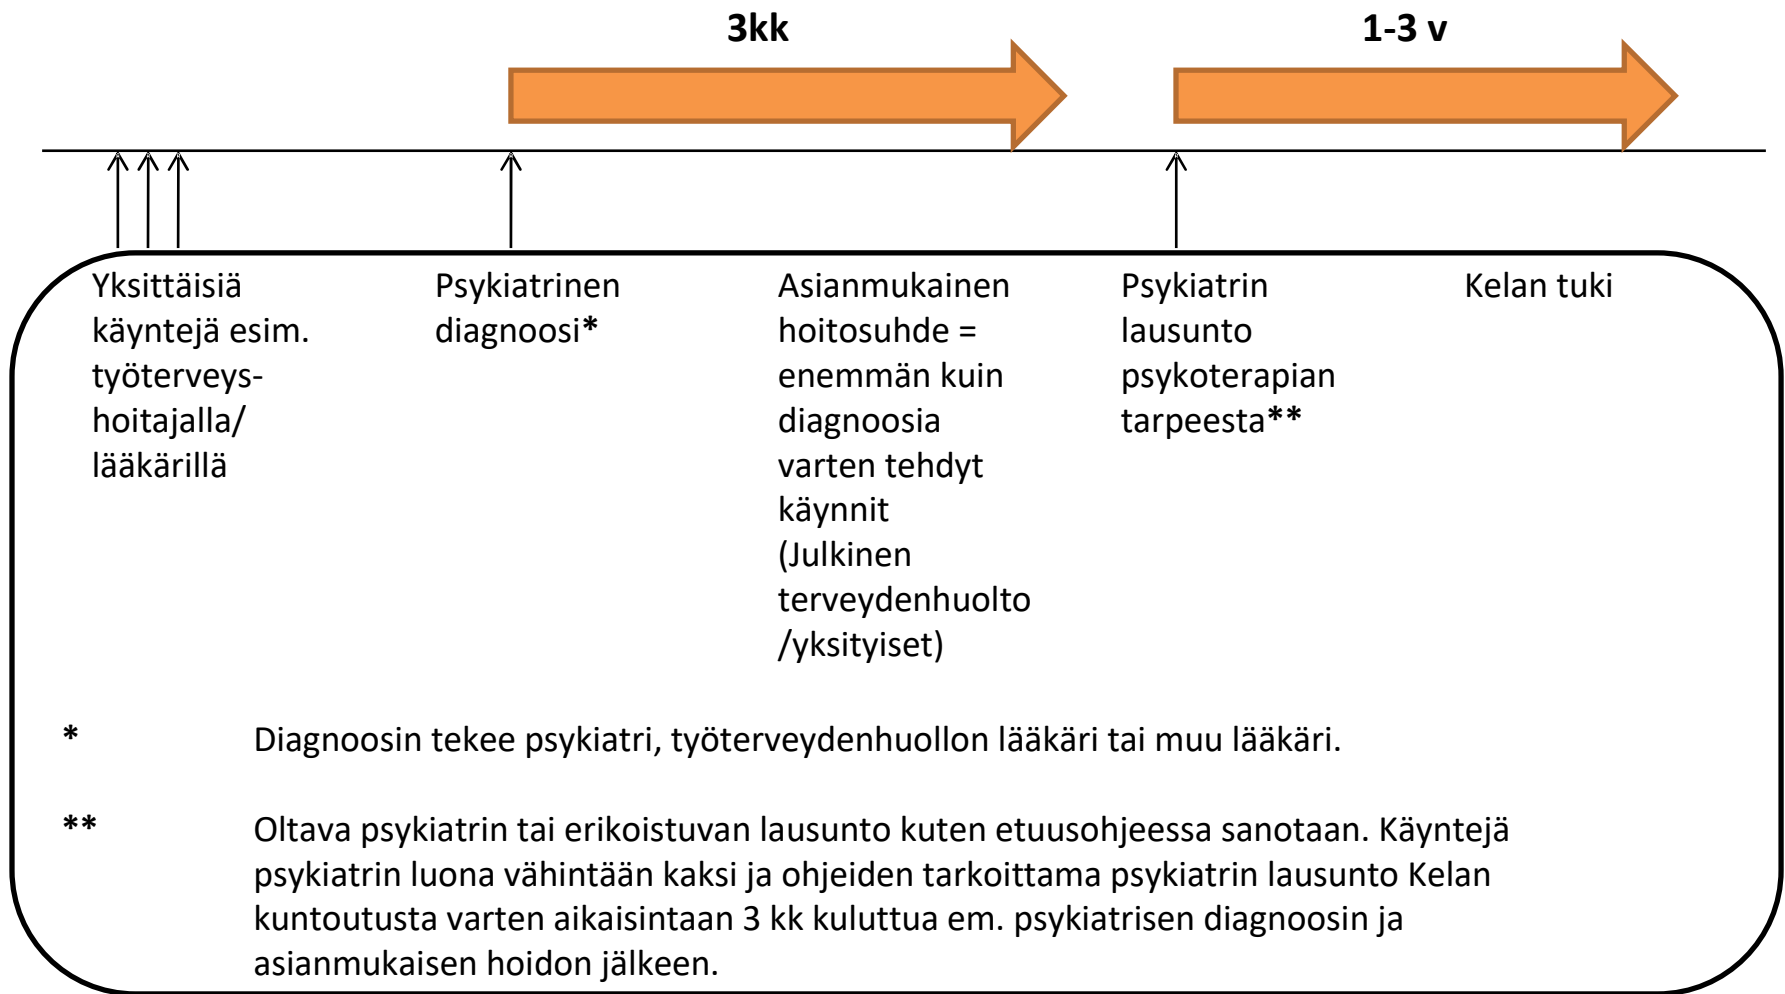 3kk
1-3 v
Yksittäisiä
käyntejä esim.
työterveys-
hoitajalla/
lääkärillä
Psykiatrinen
diagnoosi*
Asianmukainen
hoitosuhde =
enemmän kuin
diagnoosia
varten tehdyt
käynnit
(Julkinen
terveydenhuolto
/yksityiset)
Psykiatrin
lausunto
psykoterapian
tarpeesta**
Kelan tuki
* Diagnoosin tekee psykiatri, työterveydenhuollon lääkäri tai muu lääkäri.
** Oltava psykiatrin tai erikoistuvan lausunto kuten etuusohjeessa sanotaan. Käyntejä
psykiatrin luona vähintään kaksi ja ohjeiden tarkoittama psykiatrin lausunto Kelan
kuntoutusta varten aikaisintaan 3 kk kuluttua em. psykiatrisen diagnoosin ja
asianmukaisen hoidon jälkeen.